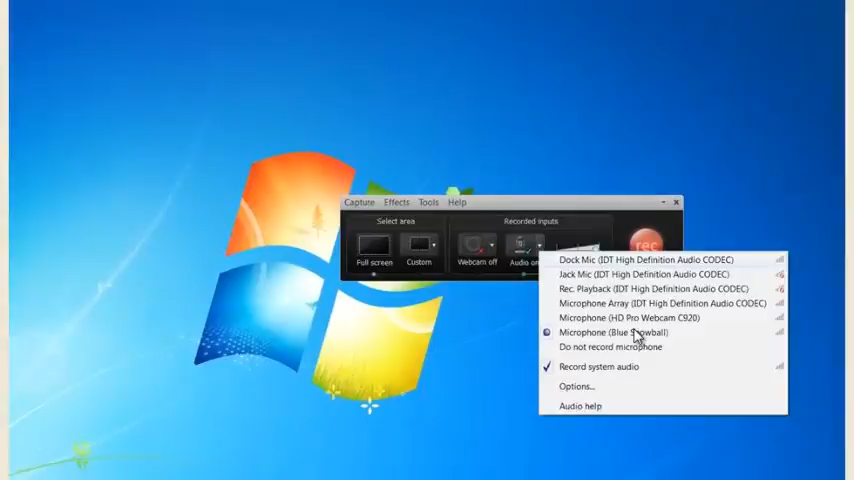 Capture Effects Tools Help
Select area
Recorded inputs
Full screen
Custom
Webcam off
Audio on
rec
Dock Mic (IDT High Definition Audio CODEC)
Jack Mic (IDT High Definition Audio CODEC)
Rec. Playback (IDT High Definition Audio CODEC)
Microphone Array (IDT High Definition Audio CODEC)
Microphone (HD Pro Webcam C920)
Microphone (Blue Snowball)
Do not record microphone
Record system audio
Options...
Audio help